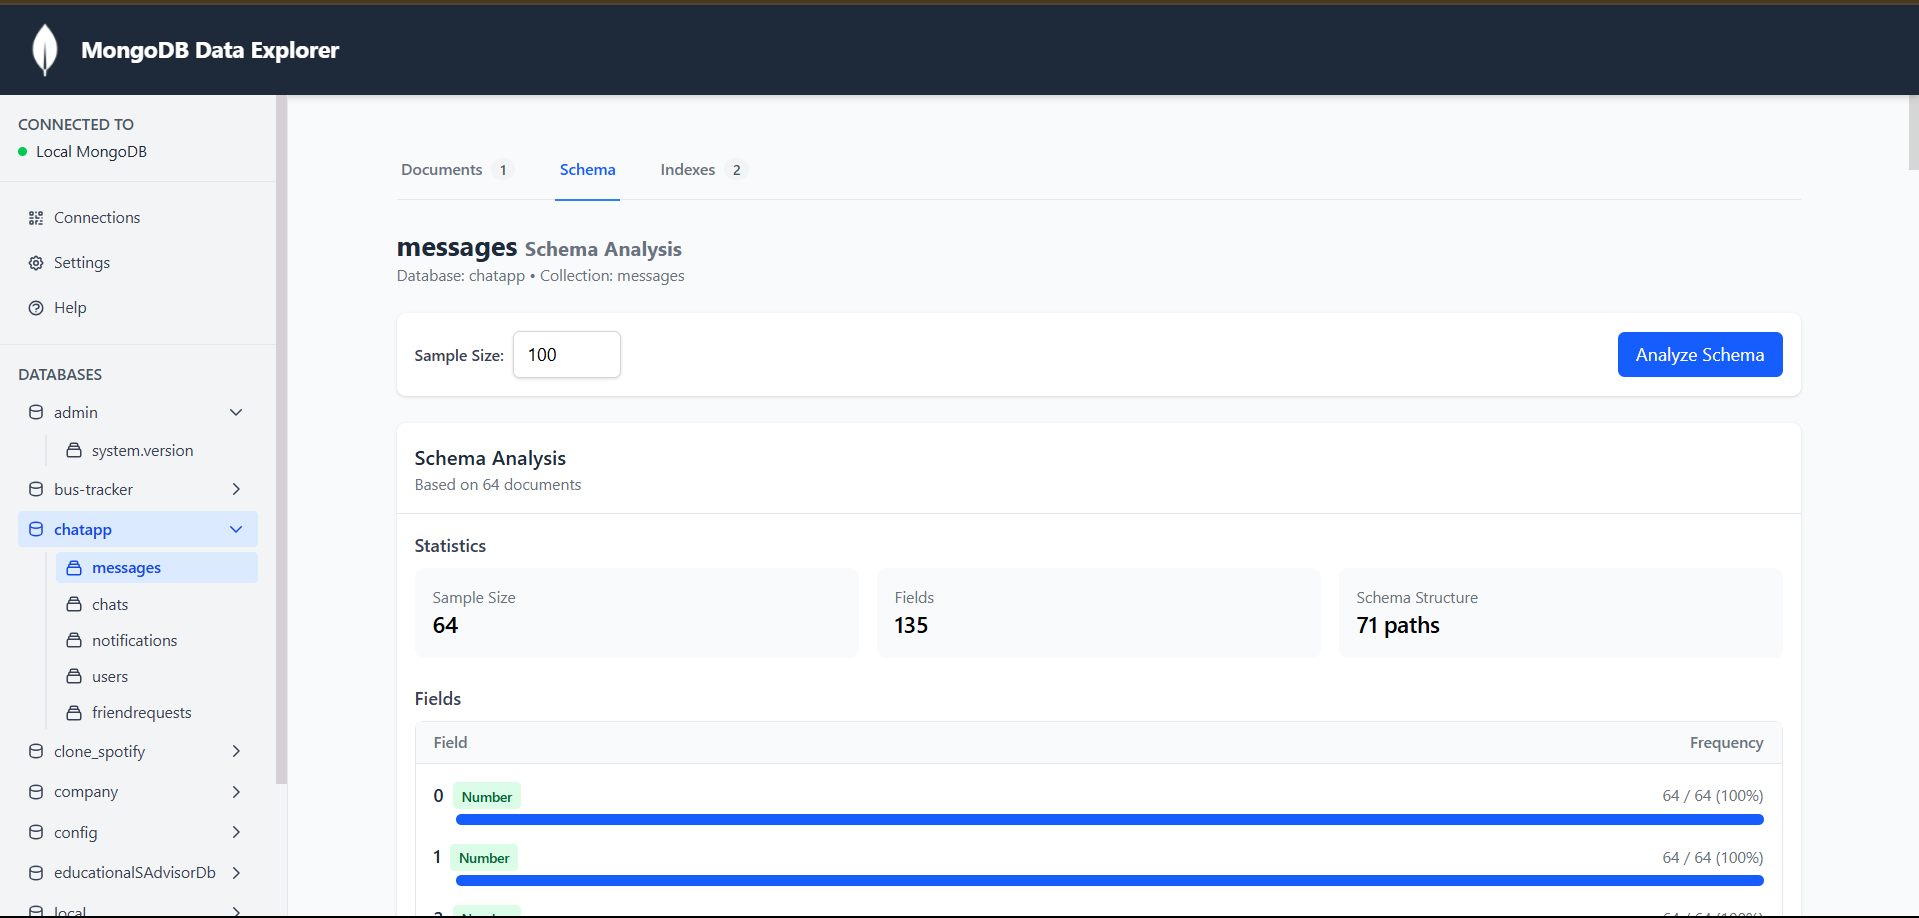 MongoDB Data Explorer
CONNECTED TO
Local MongoDB
Connections
Settings
Help
DATABASES
admin
system.version
bus-tracker
chatapp
messages
chats
notifications
users
friendrequests
clone_spotify
company
config
educationalSAdvisorDb
local
Documents 1
Schema
Indexes 2
messages Schema Analysis
Database: chatapp • Collection: messages
Sample Size: 100
Analyze Schema
Schema Analysis
Based on 64 documents
Statistics
Sample Size
64
Fields
135
Schema Structure
71 paths
Fields
Field Frequency
0 Number 64 / 64 (100%)
1 Number 64 / 64 (100%)